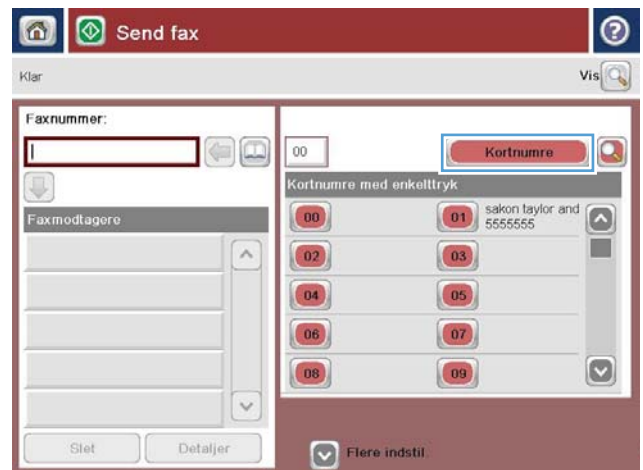 Send fax
Klar
Vis
Faxnummer:
00
Kortnumre
Kortnumre med enkelttryk
Faxmodtagere
00
01 sakon taylor and
5555555
02
03
04
05
06
07
08
09
Slet
Detaljer
Flere indstil.